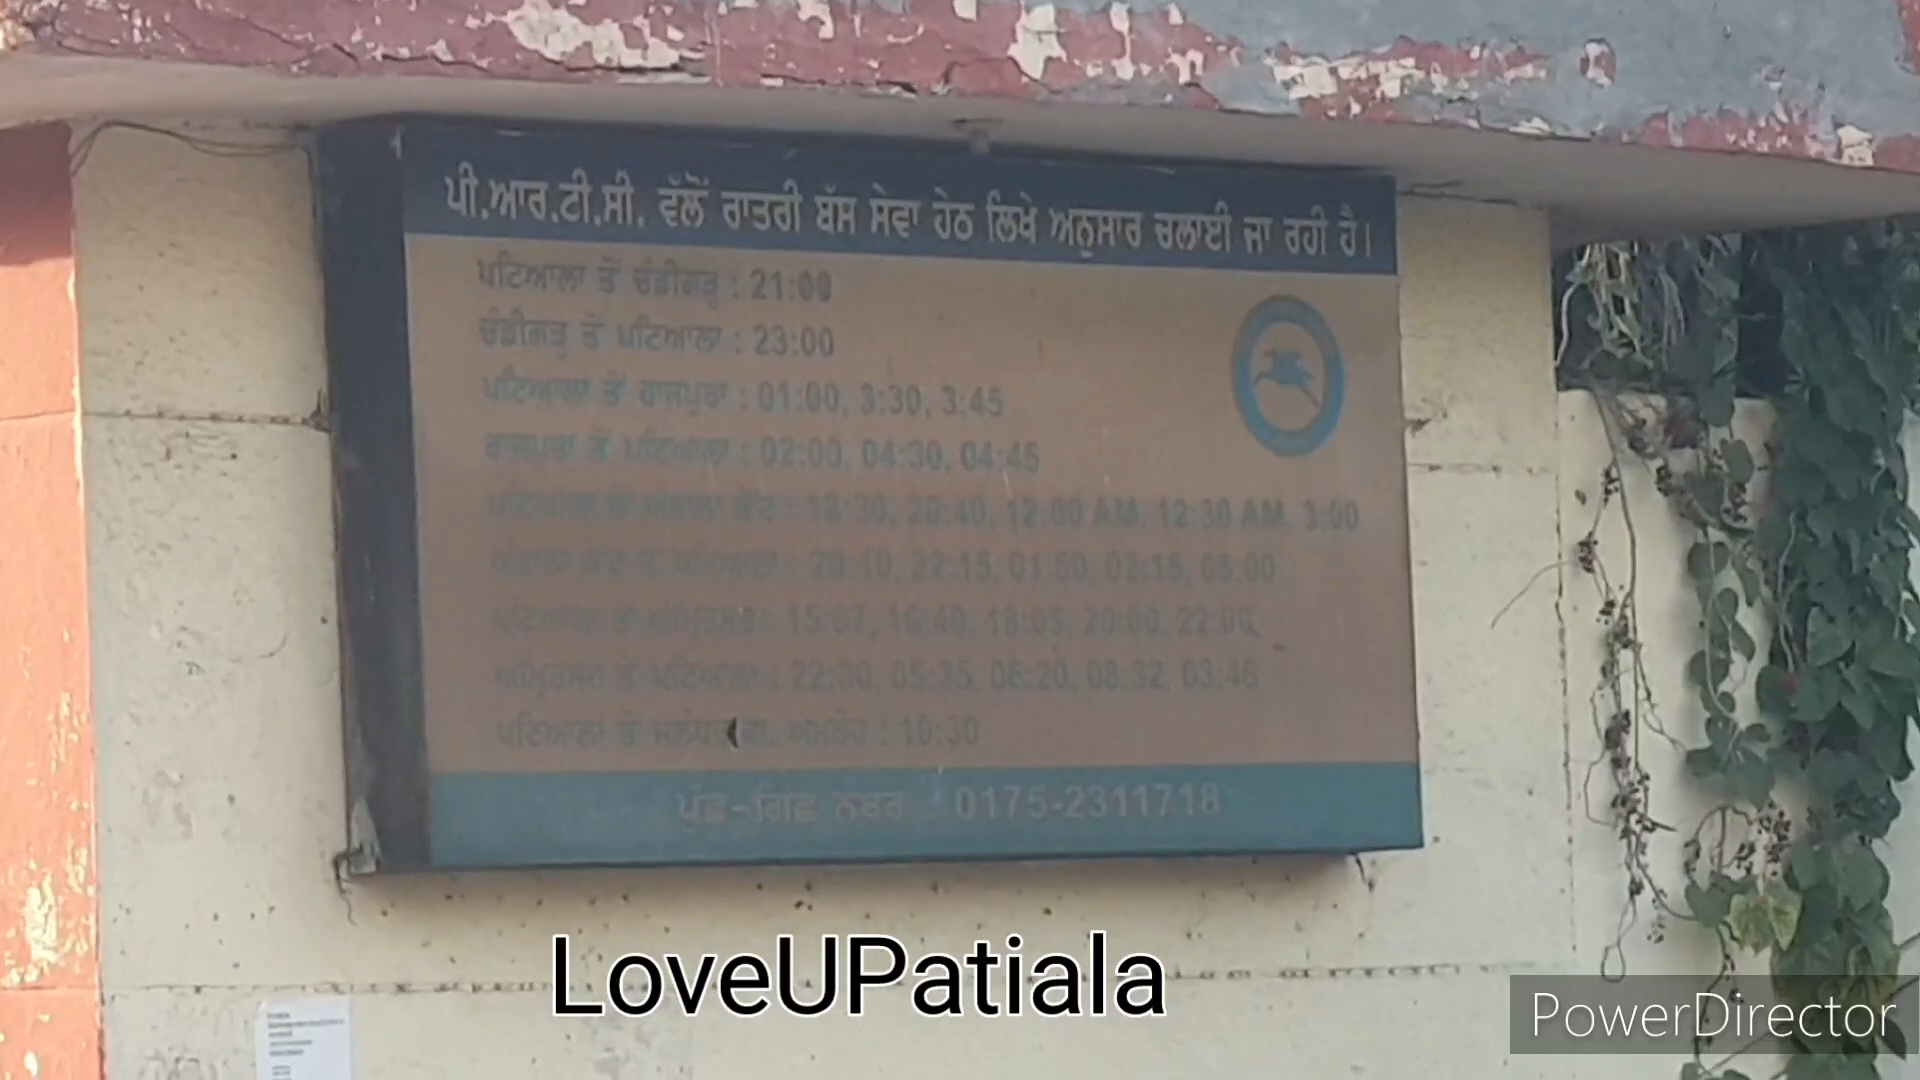 ਪੀ.ਆਰ.ਟੀ.ਸੀ. ਵੱਲੋਂ ਰਾਤਰੀ ਬੱਸ ਸੇਵਾ ਹੇਠ ਲਿਖੇ ਅਨੁਸਾਰ ਚਲਾਈ ਜਾ ਰਹੀ ਹੈ।
ਪਟਿਆਲਾ ਤੋਂ ਚੰਡੀਗੜ੍ਹ : 21:00
ਚੰਡੀਗੜ੍ਹ ਤੋਂ ਪਟਿਆਲਾ : 23:00
ਪਟਿਆਲਾ ਤੋਂ ਰਾਜਪੁਰਾ : 01:00, 3:30, 3:45
ਰਾਜਪੁਰਾ ਤੋਂ ਪਟਿਆਲਾ : 02:00, 04:30, 04:45
ਪਟਿਆਲਾ ਤੋਂ ਅੰਬਾਲਾ ਕੈਂਟ : 18:30, 20:40, 12:00 AM, 12:30 AM, 3:00
ਅੰਬਾਲਾ ਕੈਂਟ ਤੋਂ ਪਟਿਆਲਾ : 20:10, 22:15, 01:50, 02:15, 05:00
ਪਟਿਆਲਾ ਤੋਂ ਅੰਮ੍ਰਿਤਸਰ : 15:07, 16:40, 18:05, 20:00, 22:00,
ਅੰਮ੍ਰਿਤਸਰ ਤੋਂ ਪਟਿਆਲਾ : 22:30, 05:35, 06:20, 08:32, 03:46
ਪਟਿਆਲਾ ਤੋਂ : 19:30
ਪੁੱਛ-ਗਿੱਛ ਨੰਬਰ : 0175-2311718
LoveUPatiala
PowerDirector